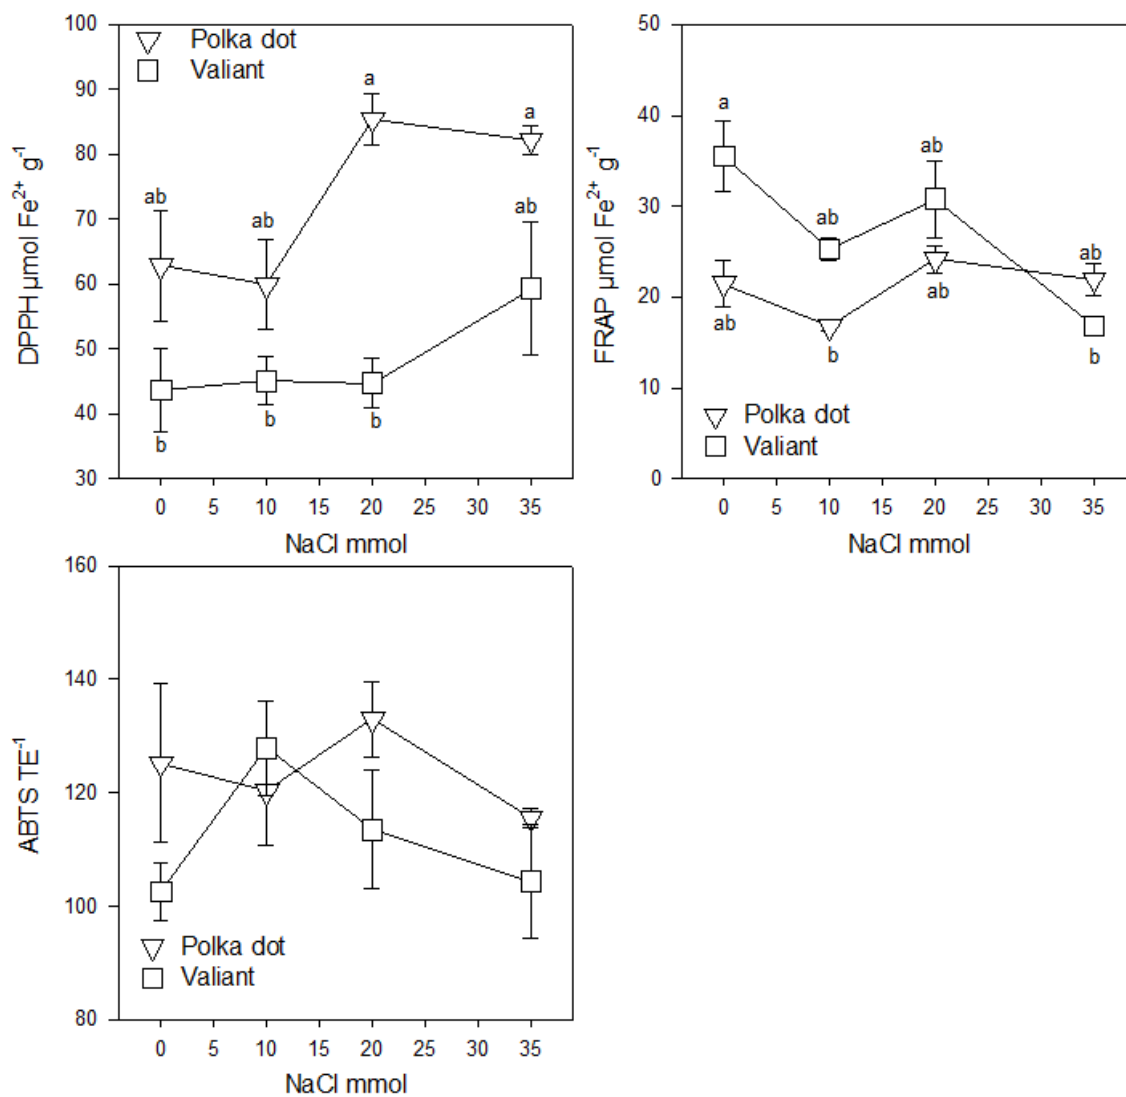 100
90
80
70
60
50
40
30
DPPH µmol Fe²⁺ g⁻¹
Polka dot
Valiant
a
a
ab
ab
ab
b
b
b
0 5 10 15 20 25 30 35
NaCl mmol
50
40
30
20
10
0
FRAP µmol Fe²⁺ g⁻¹
a
ab
ab
ab
ab
ab
b
b
Polka dot
Valiant
0 5 10 15 20 25 30 35
NaCl mmol
160
140
120
100
80
ABTS TE⁻¹
Polka dot
Valiant
0 5 10 15 20 25 30 35
NaCl mmol